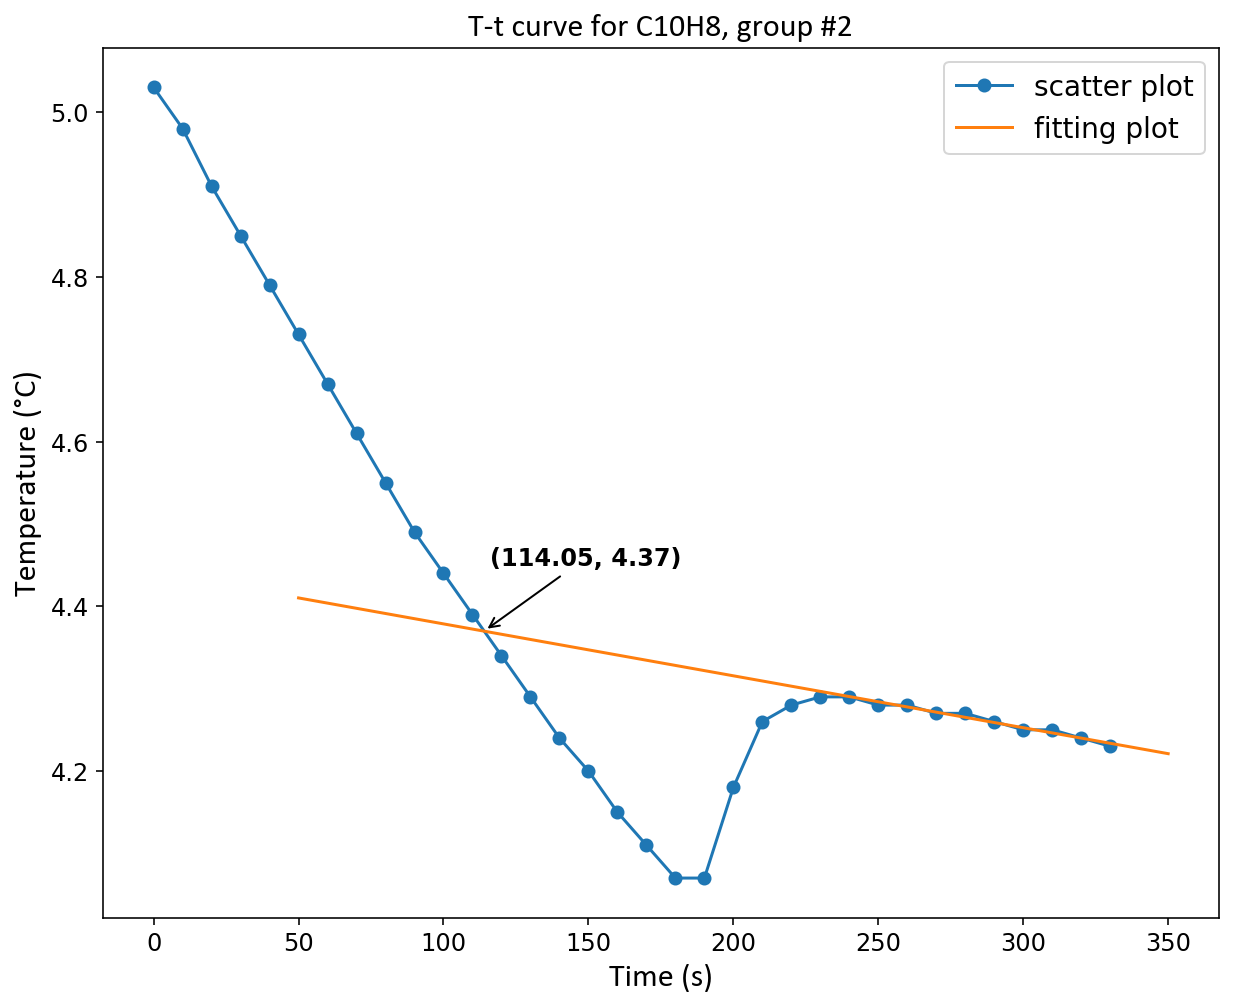 T-t curve for C10H8, group #2
scatter plot
fitting plot
Temperature (°C)
5.0
4.8
4.6
4.4
4.2
(114.05, 4.37)
0 50 100 150 200 250 300 350
Time (s)